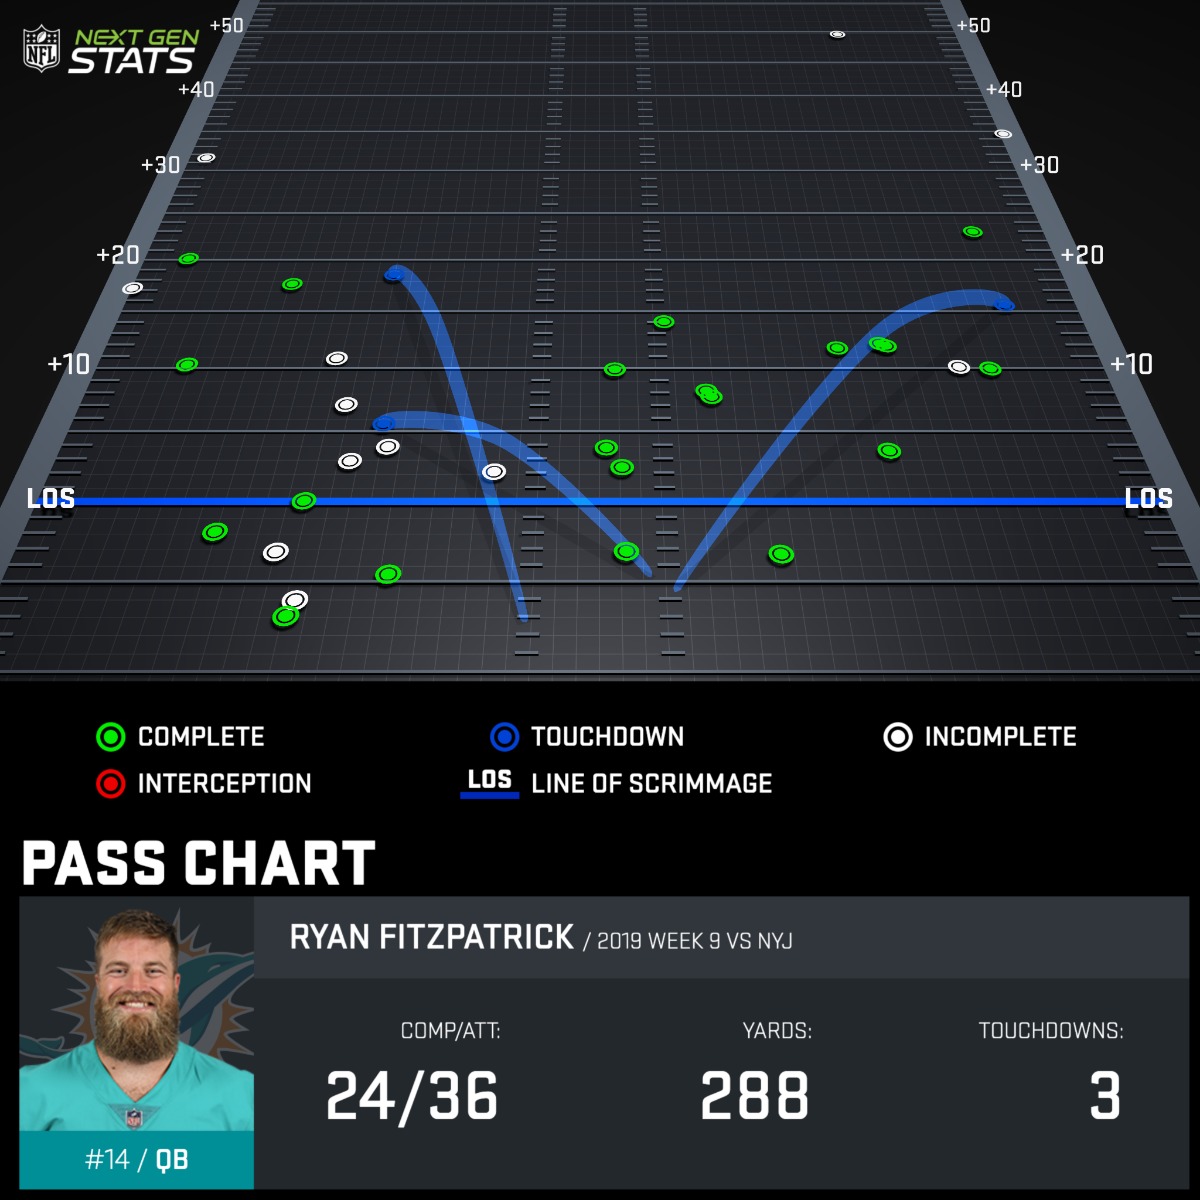 NFL
NEXT GEN
STATS
+50 +50
+40 +40
+30 +30
+20 +20
+10 +10
LOS LOS
COMPLETE TOUCHDOWN INCOMPLETE
INTERCEPTION LOS LINE OF SCRIMMAGE
PASS CHART
RYAN FITZPATRICK / 2019 WEEK 9 VS NYJ
COMP/ATT: YARDS: TOUCHDOWNS:
24/36 288 3
#14 / QB